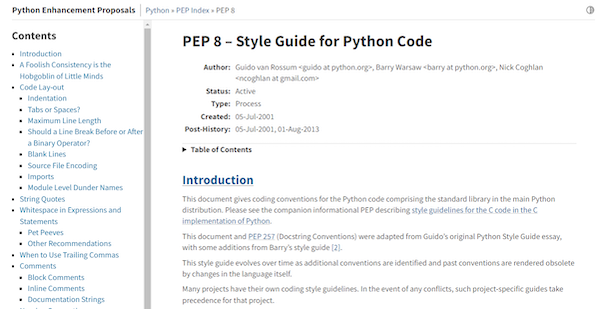 Python Enhancement Proposals
Python » PEP Index » PEP 8
Contents
Introduction
A Foolish Consistency is the
Hobgoblin of Little Minds
Code Lay-out
Indentation
Tabs or Spaces?
Maximum Line Length
Should a Line Break Before or After
a Binary Operator?
Blank Lines
Source File Encoding
Imports
Module Level Dunder Names
String Quotes
Whitespace in Expressions and
Statements
Pet Peeves
Other Recommendations
When to Use Trailing Commas
Comments
Block Comments
Inline Comments
Documentation Strings
PEP 8 – Style Guide for Python Code
Author: Guido van Rossum <guido at python.org>, Barry Warsaw <barry at python.org>, Nick Coghlan
<ncoghlan at gmail.com>
Status: Active
Type: Process
Created: 05-Jul-2001
Post-History: 05-Jul-2001, 01-Aug-2013
Table of Contents
Introduction
This document gives coding conventions for the Python code comprising the standard library in the main Python
distribution. Please see the companion informational PEP describing style guidelines for the C code in the C
implementation of Python.
This document and PEP 257 (Docstring Conventions) were adapted from Guido's original Python Style Guide essay,
with some additions from Barry's style guide [2].
This style guide evolves over time as additional conventions are identified and past conventions are rendered obsolete
by changes in the language itself.
Many projects have their own coding style guidelines. In the event of any conflicts, such project-specific guides take
precedence for that project.